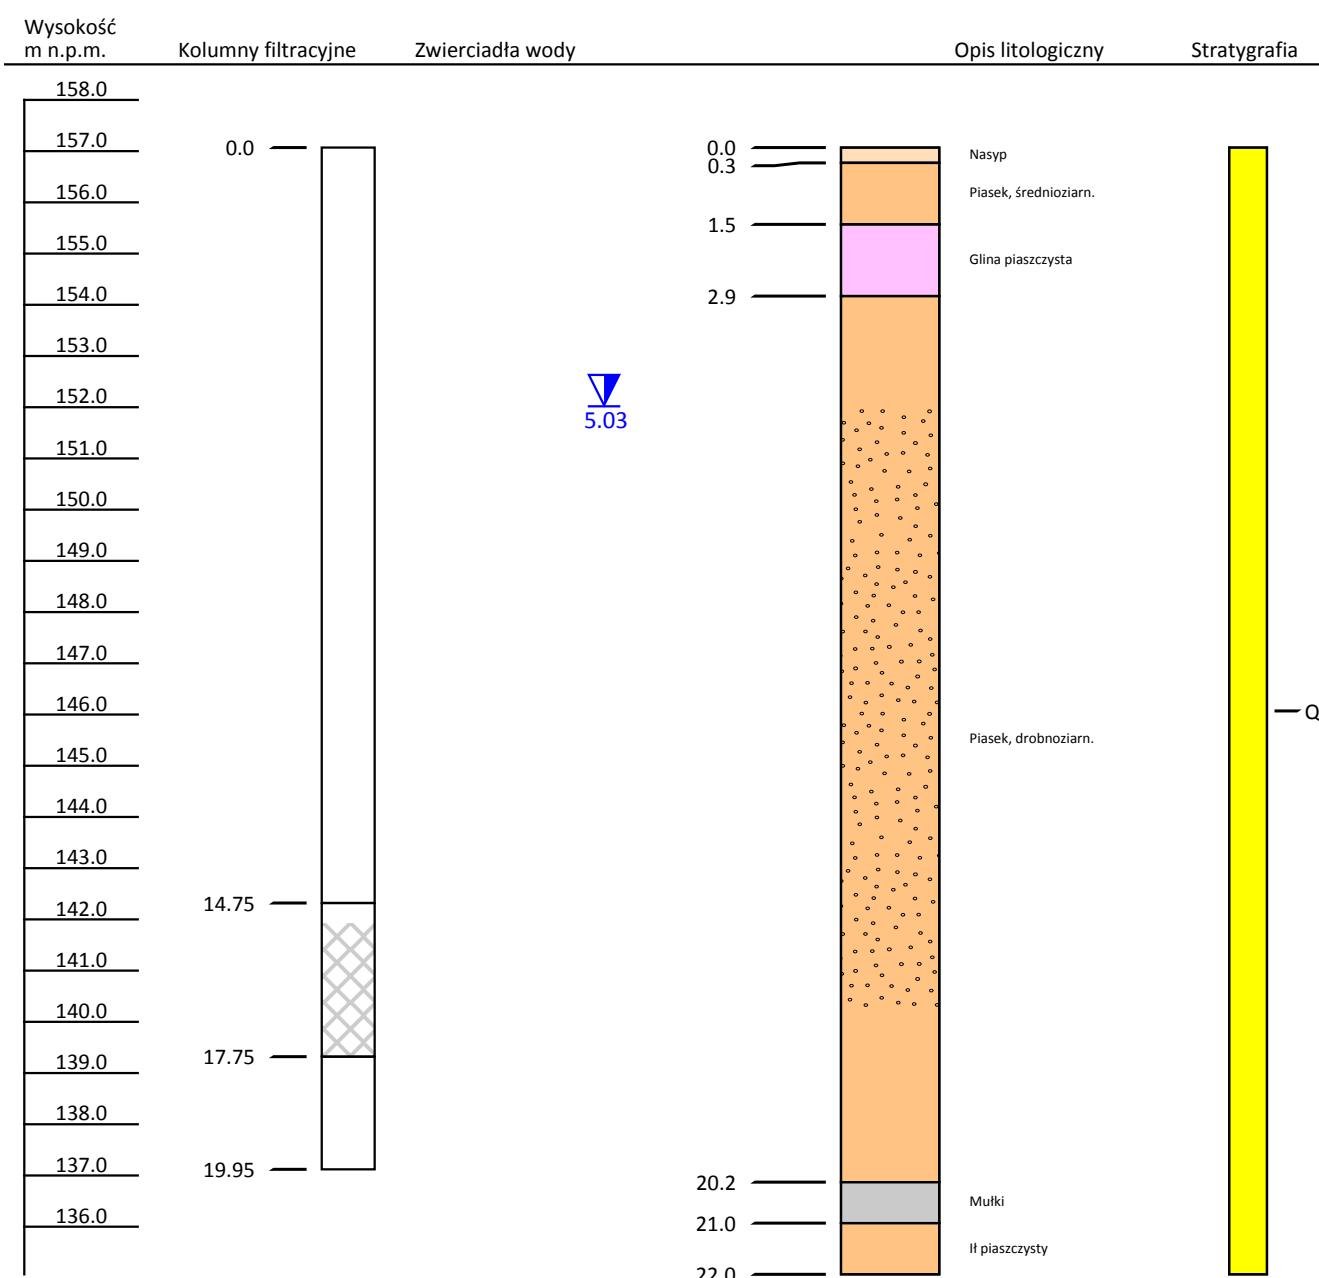 Wysokość
m n.p.m.
Kolumny filtracyjne
Zwierciadła wody
Opis litologiczny
Stratygrafia
158.0
157.0
156.0
155.0
154.0
153.0
152.0
151.0
150.0
149.0
148.0
147.0
146.0
145.0
144.0
143.0
142.0
141.0
140.0
139.0
138.0
137.0
136.0
0.0
14.75
17.75
19.95
5.03
0.0
0.3
1.5
2.9
20.2
21.0
22.0
Nasyp
Piasek, średnioziarn.
Glina piaszczysta
Piasek, drobnoziarn.
Mułki
Ił piaszczysty
Q